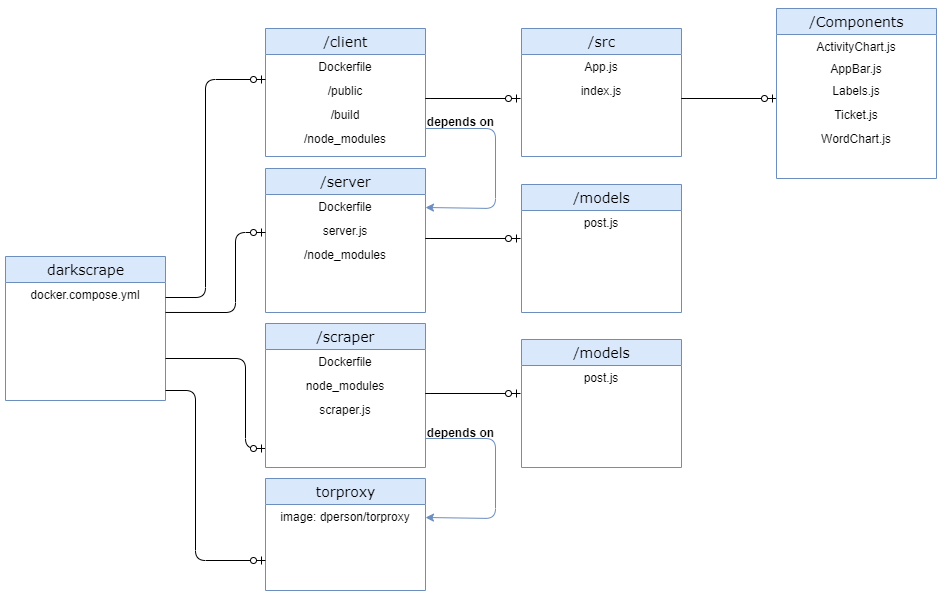 /Components
ActivityChart.js
AppBar.js
Labels.js
Ticket.js
WordChart.js
/client
Dockerfile
/public
/build
/node_modules
/src
App.js
index.js
depends on
/server
Dockerfile
server.js
/node_modules
/models
post.js
darkscrape
docker.compose.yml
/scraper
Dockerfile
node_modules
scraper.js
/models
post.js
depends on
torproxy
image: dperson/torproxy